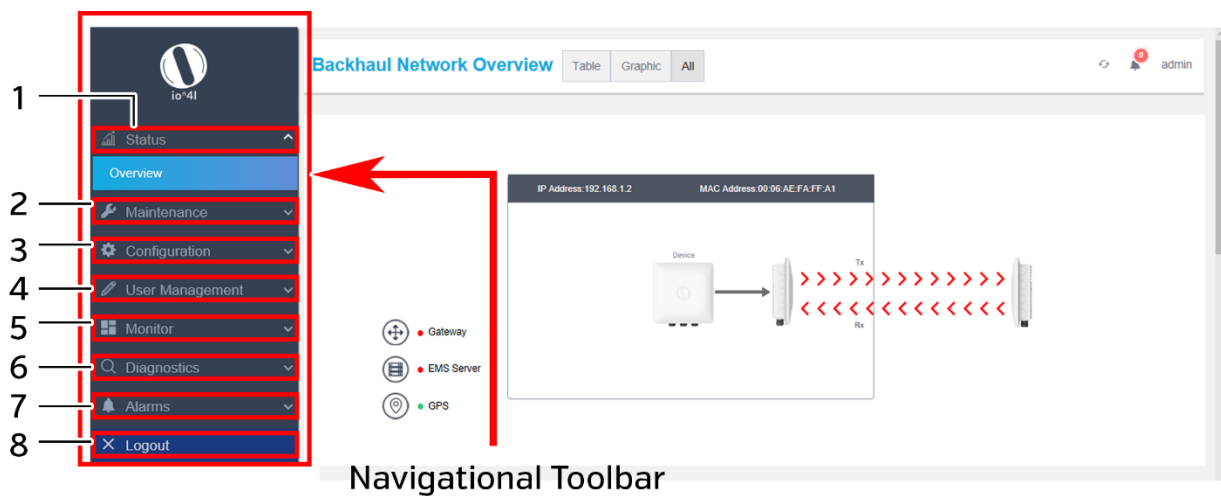 io°4l
Backhaul Network Overview Table Graphic All 0 admin
1 Status
Overview
2 Maintenance
3 Configuration
4 User Management
5 Monitor
6 Diagnostics
7 Alarms
8 Logout
IP Address:192.168.1.2 MAC Address:00:06:AE:FA:FF:A1
Device
Tx
Rx
Gateway
EMS Server
GPS
Navigational Toolbar